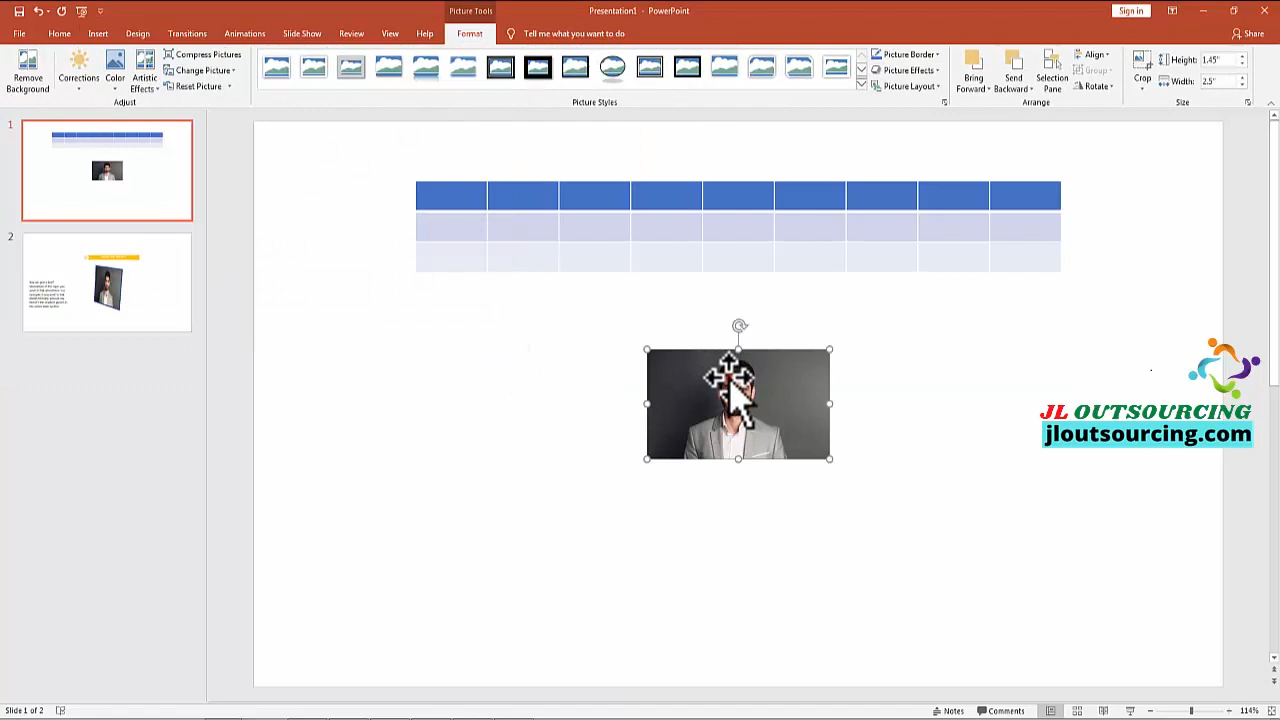 Picture Tools
Presentation1 - PowerPoint
Sign in
File
Home
Insert
Design
Transitions
Animations
Slide Show
Review
View
Help
Format
Tell me what you want to do
Share
Remove
Background
Corrections
Color
Artistic
Effects
Compress Pictures
Change Picture
Reset Picture
Adjust
Picture Styles
Picture Border
Picture Effects
Picture Layout
Bring
Forward
Send
Backward
Selection
Pane
Align
Group
Rotate
Arrange
Crop
Height: 1.45"
Width: 2.5"
Size
1
2
JL OUTSOURCING
jloutsourcing.com
Slide 1 of 2
Notes
Comments
114%